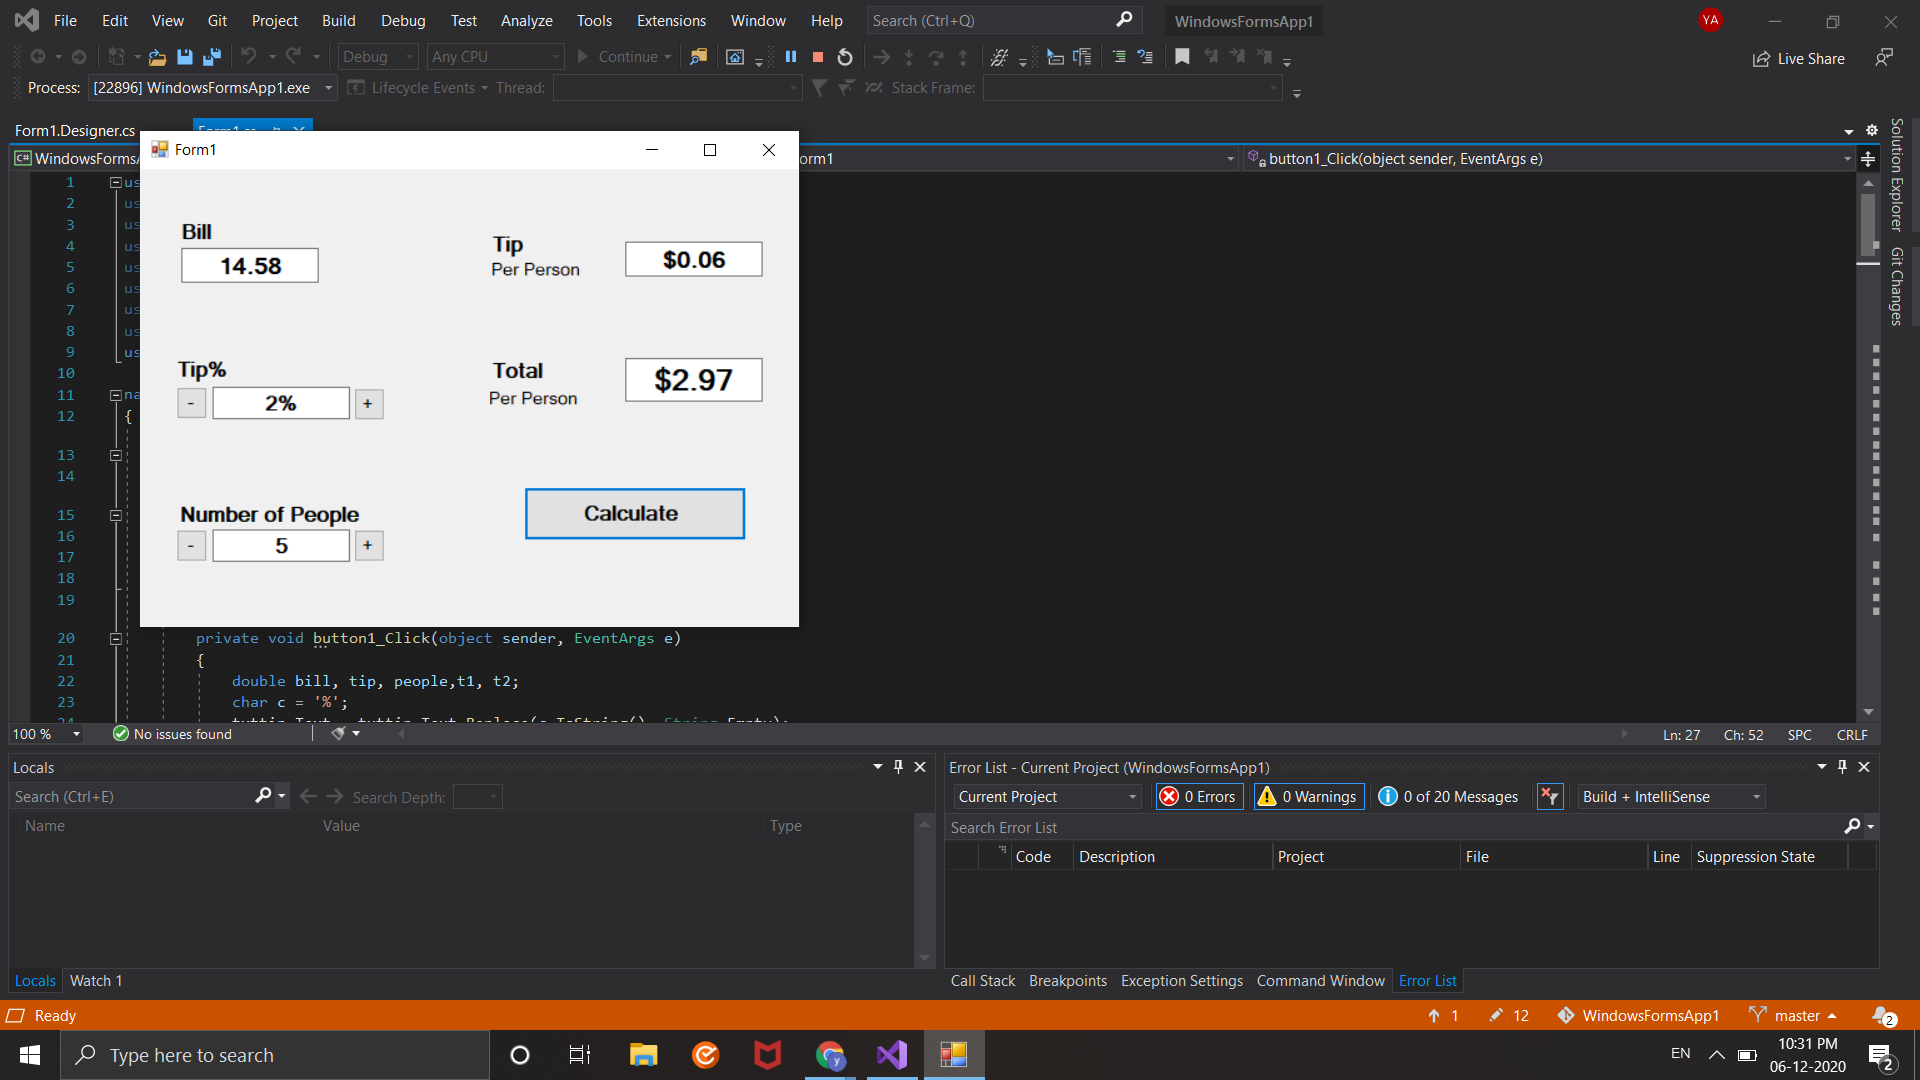 File Edit View Git Project Build Debug Test Analyze Tools Extensions Window Help Search (Ctrl+Q) WindowsFormsApp1 YA
Debug Any CPU Continue Live Share
Process: [22896] WindowsFormsApp1.exe Lifecycle Events Thread: Stack Frame:
Form1.Designer.cs Form1.cs
C# WindowsFormsA orm1 button1_Click(object sender, EventArgs e)
Form1
Bill
14.58
Tip
Per Person
$0.06
Tip%
- 2% +
Total
Per Person
$2.97
Number of People
- 5 +
Calculate
1 us
2 us
3 us
4 us
5 us
6 us
7 us
8 us
9 us
10
11 na
12 {
13
14
15
16
17
18
19
20 private void button1_Click(object sender, EventArgs e)
21 {
22 double bill, tip, people,t1, t2;
23 char c = '%';
Solution Explorer
Git Changes
100 % No issues found Ln: 27 Ch: 52 SPC CRLF
Locals
Search (Ctrl+E) Search Depth:
Name Value Type
Locals Watch 1
Error List - Current Project (WindowsFormsApp1)
Current Project 0 Errors 0 Warnings 0 of 20 Messages Build + IntelliSense
Search Error List
Code Description Project File Line Suppression State
Call Stack Breakpoints Exception Settings Command Window Error List
Ready 1 12 WindowsFormsApp1 master 2
Type here to search y EN 10:31 PM
06-12-2020 2